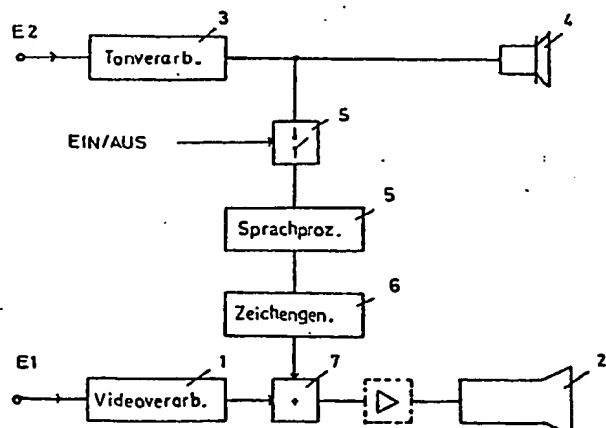 E2
3
Tonverarb.
4
EIN/AUS
5
Sprachproz.
5
Zeichengen.
6
E1
1
Videoverarb.
7
+
2